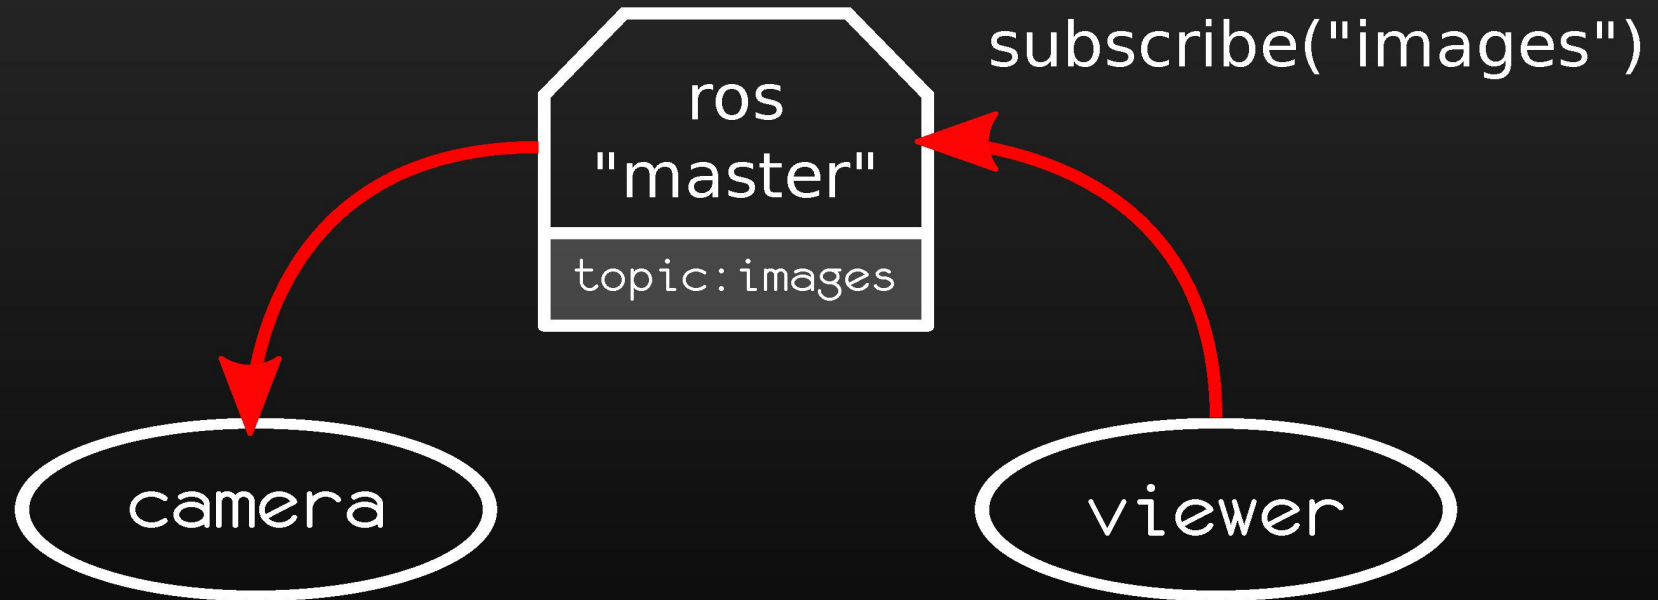 subscribe("images")
ros
"master"
topic:images
camera
viewer